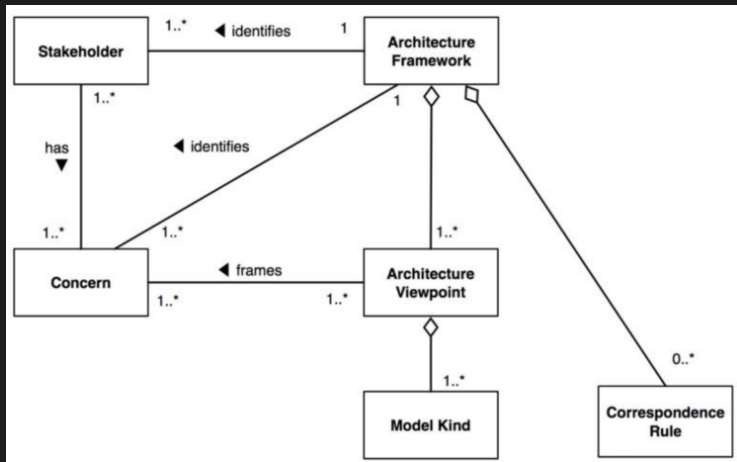 1..*
◀ identifies
1
Stakeholder
Architecture
Framework
1..*
1
has
▼
◀ identifies
1..*
1..*
1..*
Concern
◀ frames
Architecture
Viewpoint
1..*
1..*
1..*
0..*
Model Kind
Correspondence
Rule